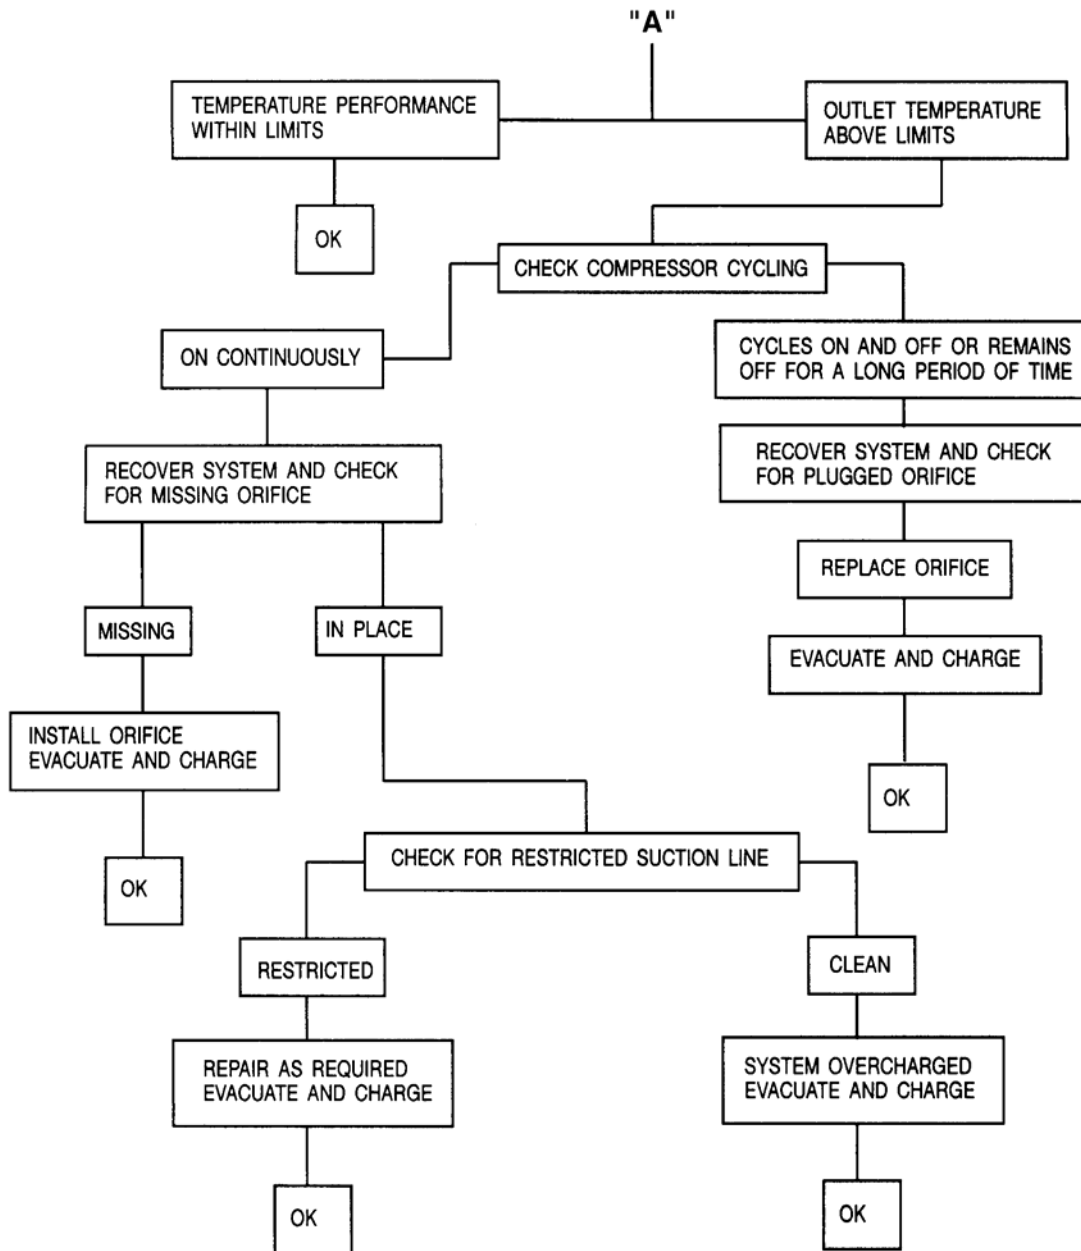 "A"
TEMPERATURE PERFORMANCE
WITHIN LIMITS
OUTLET TEMPERATURE
ABOVE LIMITS
OK
CHECK COMPRESSOR CYCLING
ON CONTINUOUSLY
CYCLES ON AND OFF OR REMAINS
OFF FOR A LONG PERIOD OF TIME
RECOVER SYSTEM AND CHECK
FOR MISSING ORIFICE
RECOVER SYSTEM AND CHECK
FOR PLUGGED ORIFICE
REPLACE ORIFICE
MISSING
IN PLACE
EVACUATE AND CHARGE
INSTALL ORIFICE
EVACUATE AND CHARGE
OK
OK
CHECK FOR RESTRICTED SUCTION LINE
RESTRICTED
CLEAN
REPAIR AS REQUIRED
EVACUATE AND CHARGE
SYSTEM OVERCHARGED
EVACUATE AND CHARGE
OK
OK